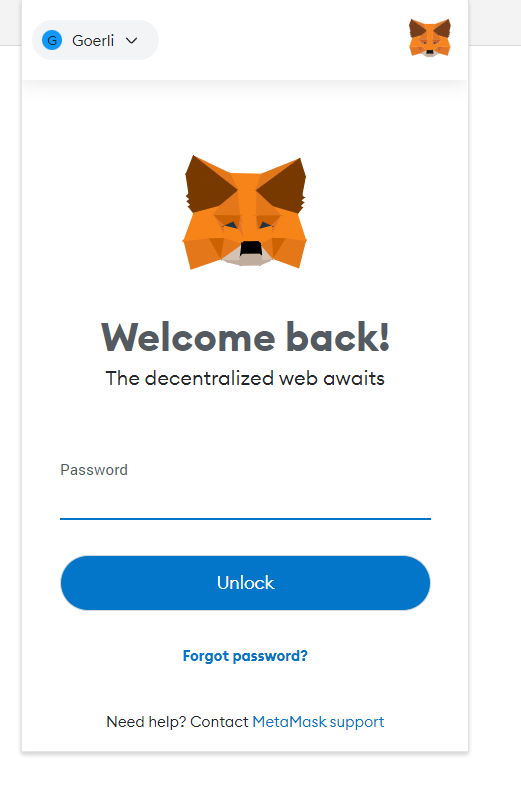 G Goerli
Welcome back!
The decentralized web awaits
Password
Unlock
Forgot password?
Need help? Contact MetaMask support